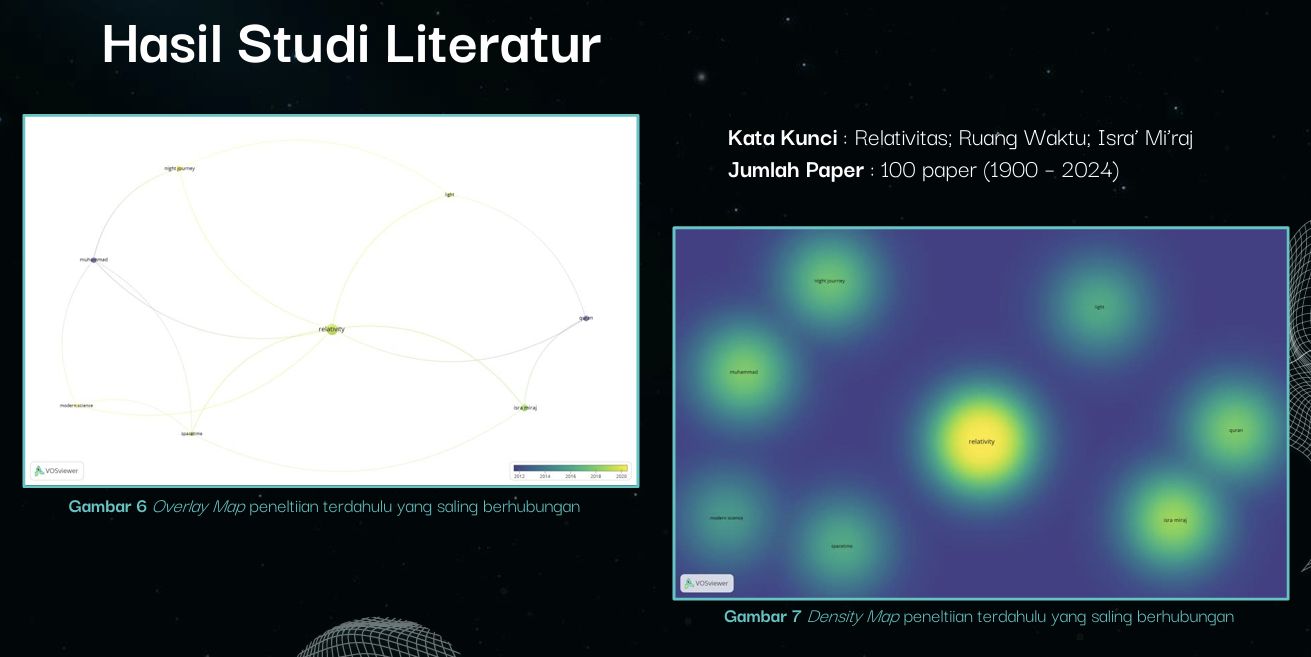 Hasil Studi Literatur
night journey
light
muhammad
quran
relativity
modern science
spacetime
isra miraj
VOSviewer
2012 2014 2016 2018 2020
Gambar 6 Overlay Map peneltiian terdahulu yang saling berhubungan
Kata Kunci : Relativitas; Ruang Waktu; Isra’ Mi’raj
Jumlah Paper : 100 paper (1900 – 2024)
night journey
light
muhammad
quran
relativity
modern science
spacetime
isra miraj
VOSviewer
Gambar 7 Density Map peneltiian terdahulu yang saling berhubungan